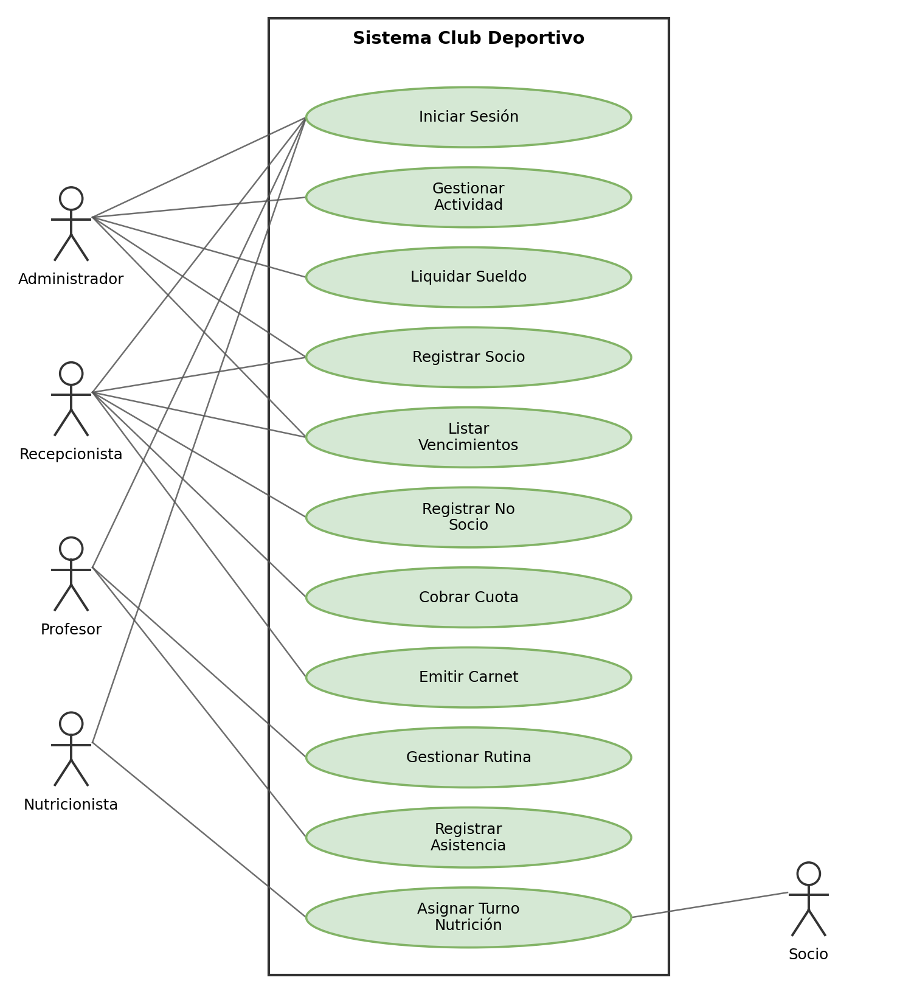 Sistema Club Deportivo
Iniciar Sesión
Gestionar
Actividad
Liquidar Sueldo
Registrar Socio
Listar
Vencimientos
Registrar No
Socio
Cobrar Cuota
Emitir Carnet
Gestionar Rutina
Registrar
Asistencia
Asignar Turno
Nutrición
Administrador
Recepcionista
Profesor
Nutricionista
Socio